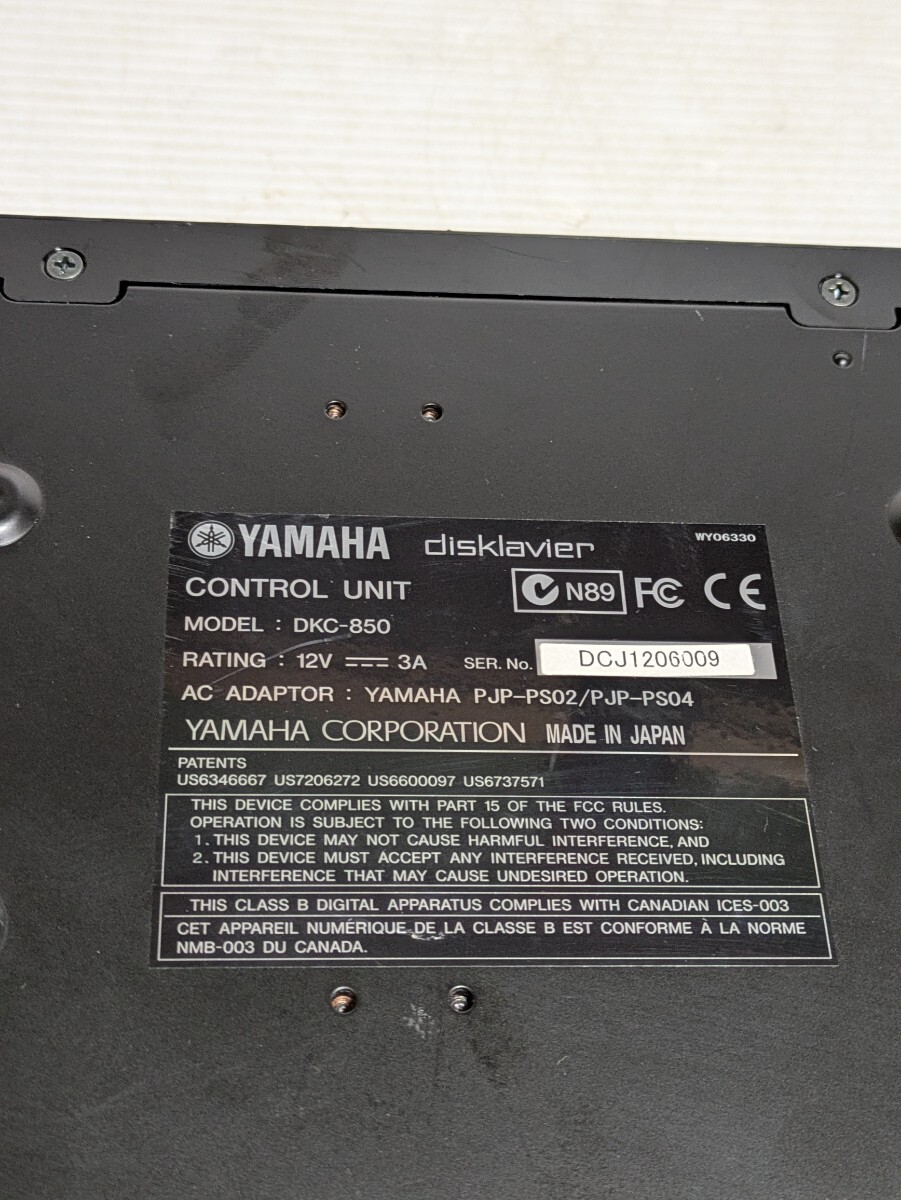 YAMAHA disklavier WY06330
CONTROL UNIT N89 FC CE
MODEL : DKC-850
RATING : 12V 3A SER. No. DCJ1206009
AC ADAPTOR : YAMAHA PJP-PS02/PJP-PS04
YAMAHA CORPORATION MADE IN JAPAN
PATENTS
US6346667 US7206272 US6600097 US6737571
THIS DEVICE COMPLIES WITH PART 15 OF THE FCC RULES.
OPERATION IS SUBJECT TO THE FOLLOWING TWO CONDITIONS:
1. THIS DEVICE MAY NOT CAUSE HARMFUL INTERFERENCE, AND
2. THIS DEVICE MUST ACCEPT ANY INTERFERENCE RECEIVED, INCLUDING
INTERFERENCE THAT MAY CAUSE UNDESIRED OPERATION.
THIS CLASS B DIGITAL APPARATUS COMPLIES WITH CANADIAN ICES-003
CET APPAREIL NUMÉRIQUE DE LA CLASSE B EST CONFORME À LA NORME
NMB-003 DU CANADA.